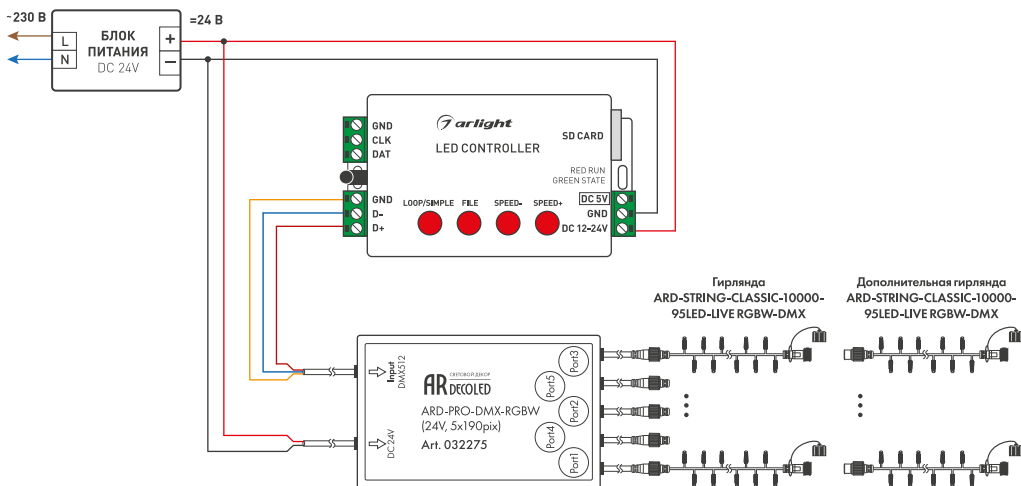 ~230 В
=24 В
L
N
БЛОК
ПИТАНИЯ
DC 24V
+
–
GND
CLK
DAT
arlight
LED CONTROLLER
SD CARD
RED RUN
GREEN STATE
GND
D-
D+
LOOP/SIMPLE
FILE
SPEED-
SPEED+
DC 5V
GND
DC 12-24V
Гирлянда
ARD-STRING-CLASSIC-10000-
95LED-LIVE RGBW-DMX
Дополнительная гирлянда
ARD-STRING-CLASSIC-10000-
95LED-LIVE RGBW-DMX
Input
DMX512
DC 24V
СВЕТОВОЙ ДЕКОР
ARDECOLED
ARD-PRO-DMX-RGBW
(24V, 5x190pix)
Art. 032275
Port3
Port5
Port2
Port4
Port1